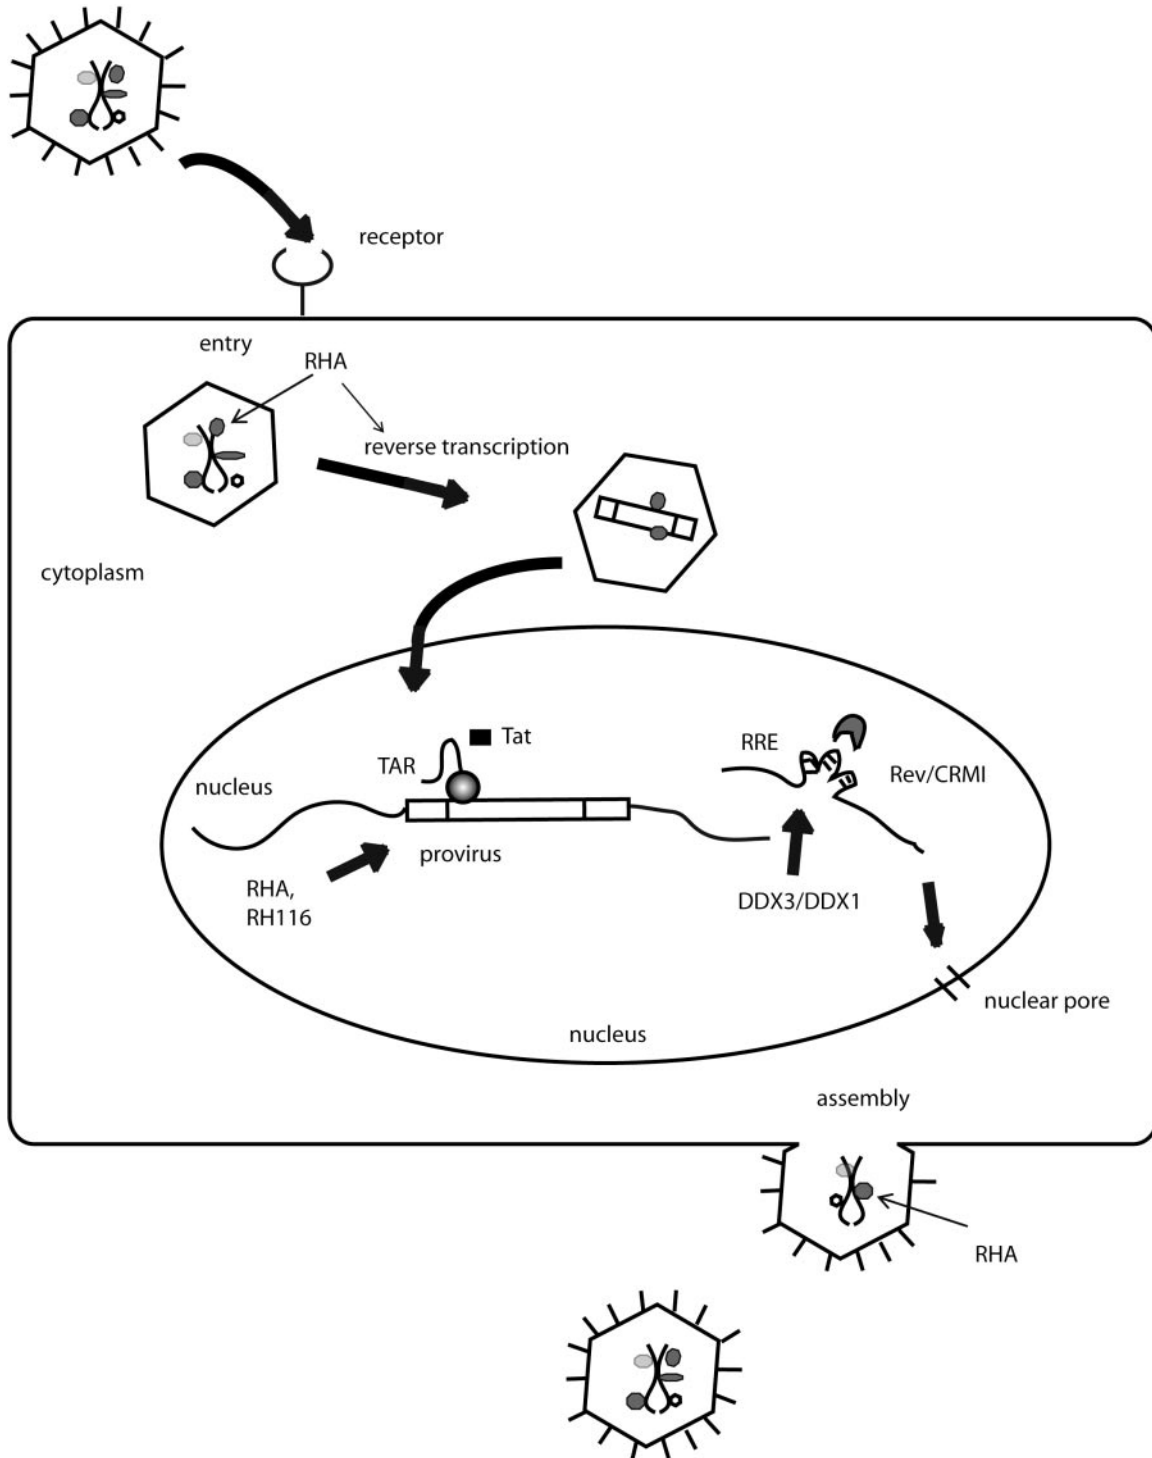 receptor
entry
RHA
reverse transcription
cytoplasm
Tat
RRE
TAR
Rev/CRMI
nucleus
provirus
RHA,
RH116
DDX3/DDX1
nuclear pore
nucleus
assembly
RHA